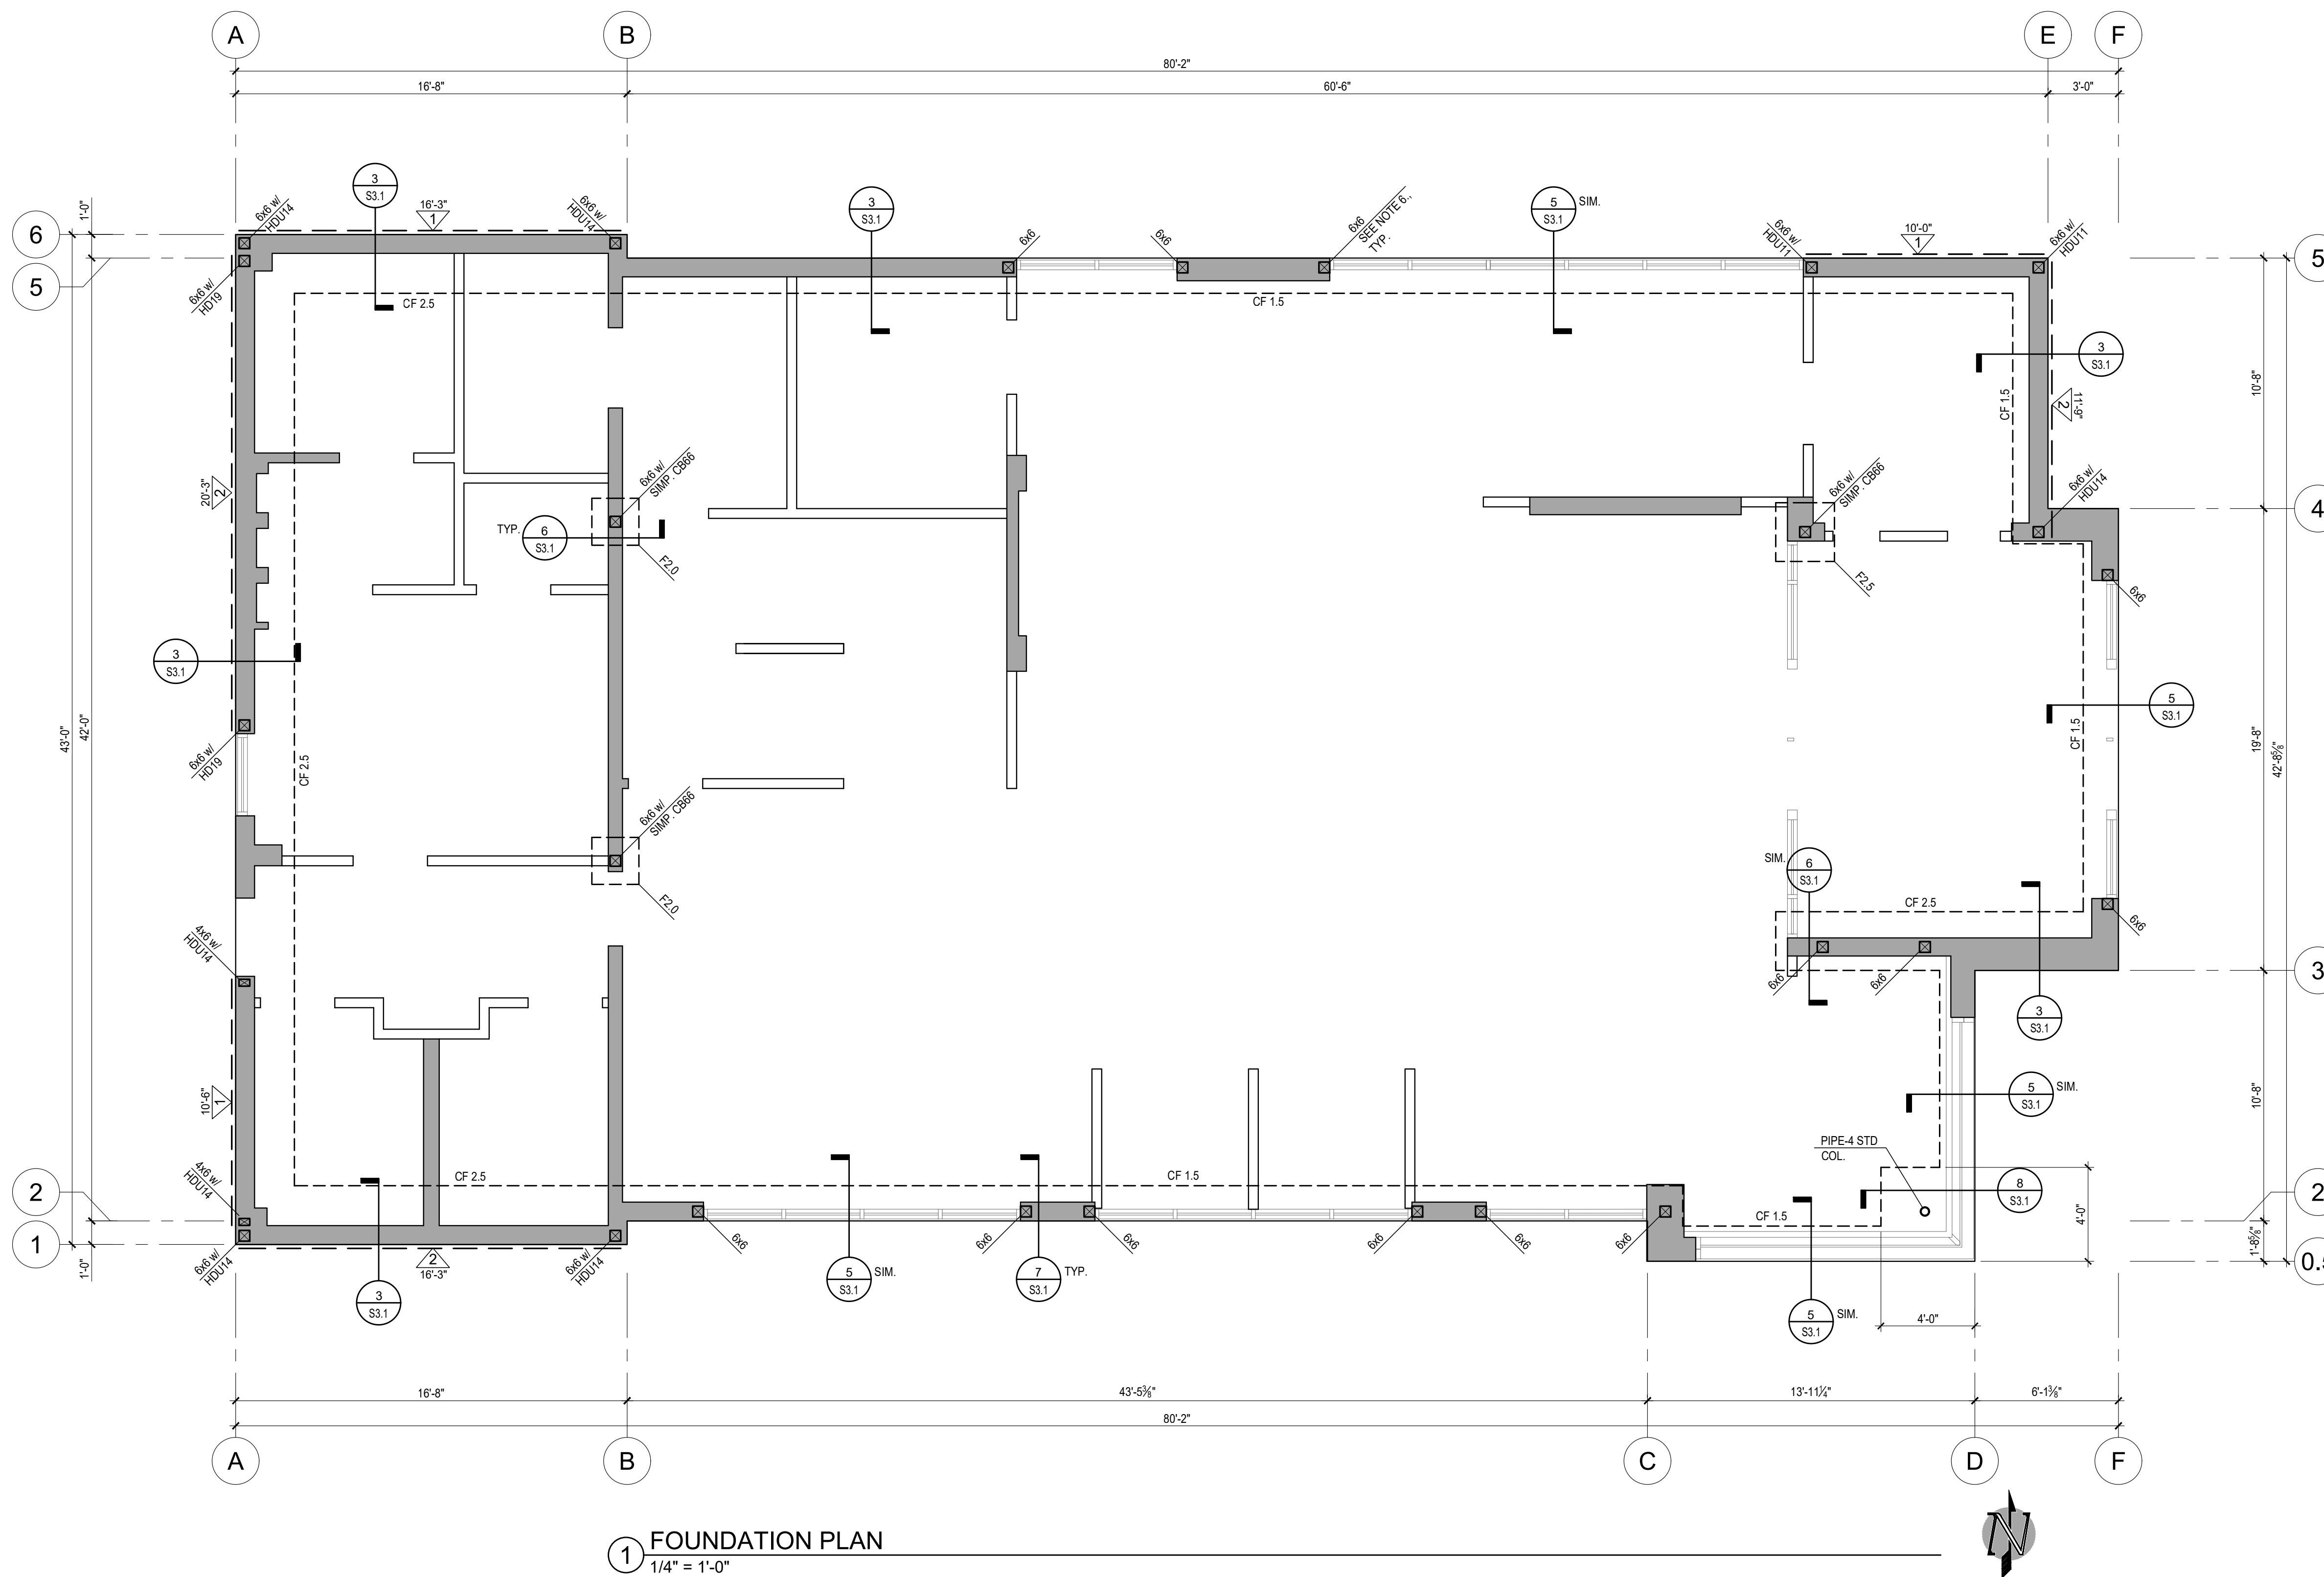 A
B
E
F
80'-2"
16'-8"
60'-6"
3'-0"
6
5
1'-0"
43'-0"
42'-0"
6x6 w/
HDU14
3
S3.1
16'-3"
1
6x6 w/
HDU14
3
S3.1
6x6
6x6
6x6
SEE NOTE 6.,
TYP.
5
S3.1
SIM.
6x6 w/
HDU11
10'-0"
1
6x6 w/
HDU11
5
6x6 w/
HD19
CF 2.5
CF 1.5
3
S3.1
CF 1.5
2
11'-9"
10'-8"
20'-3"
2
6x6 w/
SIMP. CB66
TYP.
6
S3.1
F2.0
6x6 w/
SIMP. CB66
F2.5
6x6 w/
HDU14
4
6x6
3
S3.1
5
S3.1
CF 1.5
19'-8"
42'-8⅝"
6x6 w/
HD19
CF 2.5
6x6 w/
SIMP. CB66
F2.0
SIM.
6
S3.1
CF 2.5
6x6
6x6
6x6
3
4x6 w/
HDU14
3
S3.1
10'-6"
1
5
S3.1
SIM.
10'-8"
PIPE-4 STD
COL.
4x6 w/
HDU14
CF 2.5
CF 1.5
CF 1.5
8
S3.1
4'-0"
2
2
1
1'-0"
6x6 w/
HDU14
2
16'-3"
6x6 w/
HDU14
6x6
6x6
6x6
6x6
6x6
6x6
1'-8⅝"
3
S3.1
5
S3.1
SIM.
7
S3.1
TYP.
5
S3.1
SIM.
4'-0"
16'-8"
43'-5⅜"
13'-11¼"
6'-1⅜"
80'-2"
A
B
C
D
F
N
1
FOUNDATION PLAN
1/4" = 1'-0"